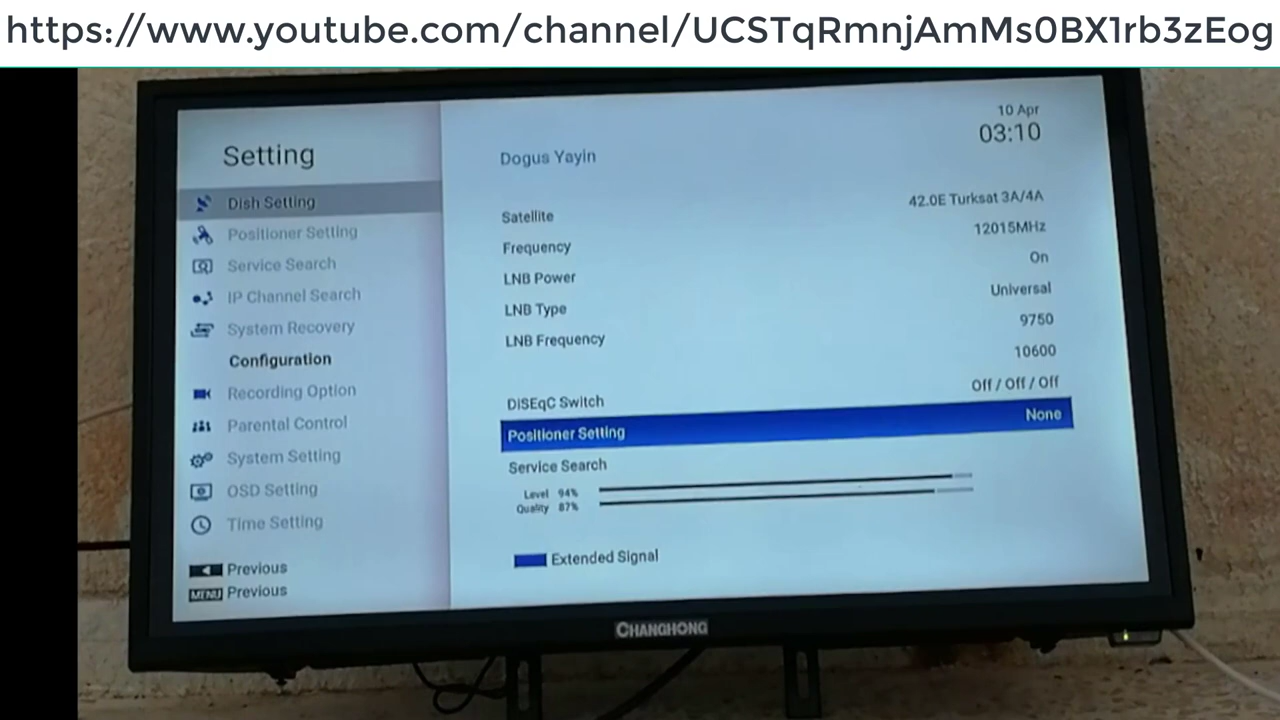 https://www.youtube.com/channel/UCSTqRmnjAmMs0BX1rb3zEog
Setting
Dish Setting
Positioner Setting
Service Search
IP Channel Search
System Recovery
Configuration
Recording Option
Parental Control
System Setting
OSD Setting
Time Setting
Previous
MENU Previous
10 Apr
03:10
Dogus Yayin
Satellite 42.0E Turksat 3A/4A
Frequency 12015MHz
LNB Power On
LNB Type Universal
LNB Frequency 9750
10600
DiSEqC Switch Off / Off / Off
Positioner Setting None
Service Search
Level 94%
Quality 87%
Extended Signal
CHANGHONG